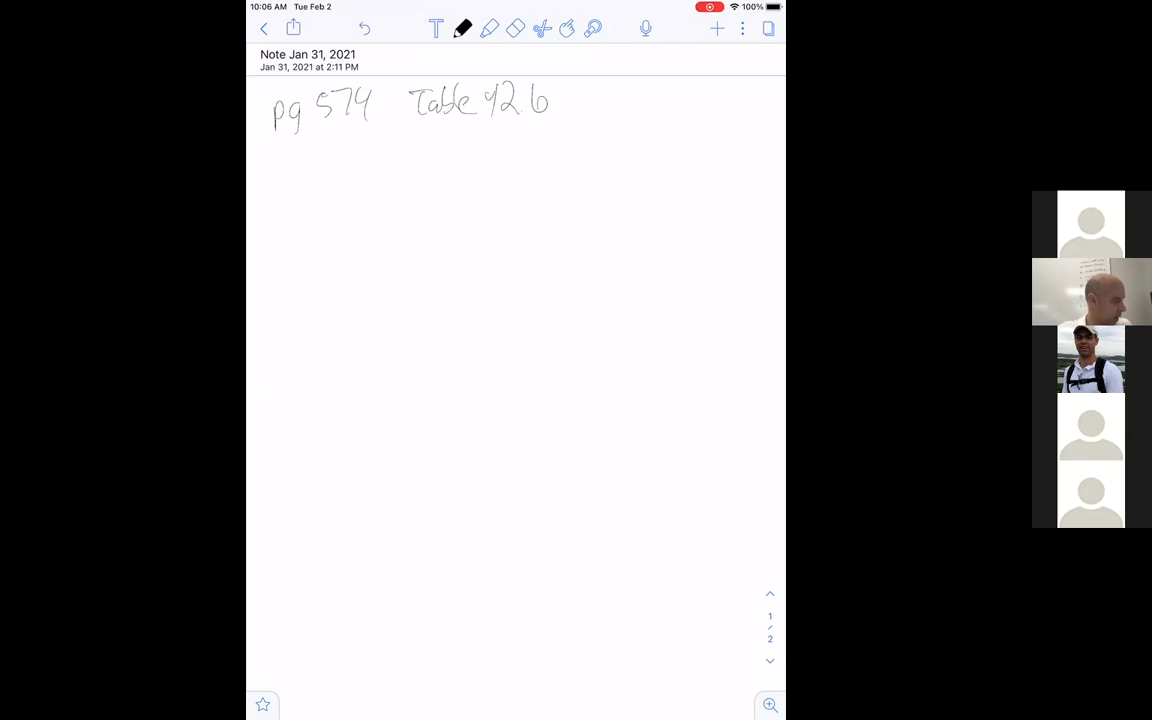 10:06 AM Tue Feb 2 100%
Note Jan 31, 2021
Jan 31, 2021 at 2:11 PM
pg 574 Table 12.6
1
/
2